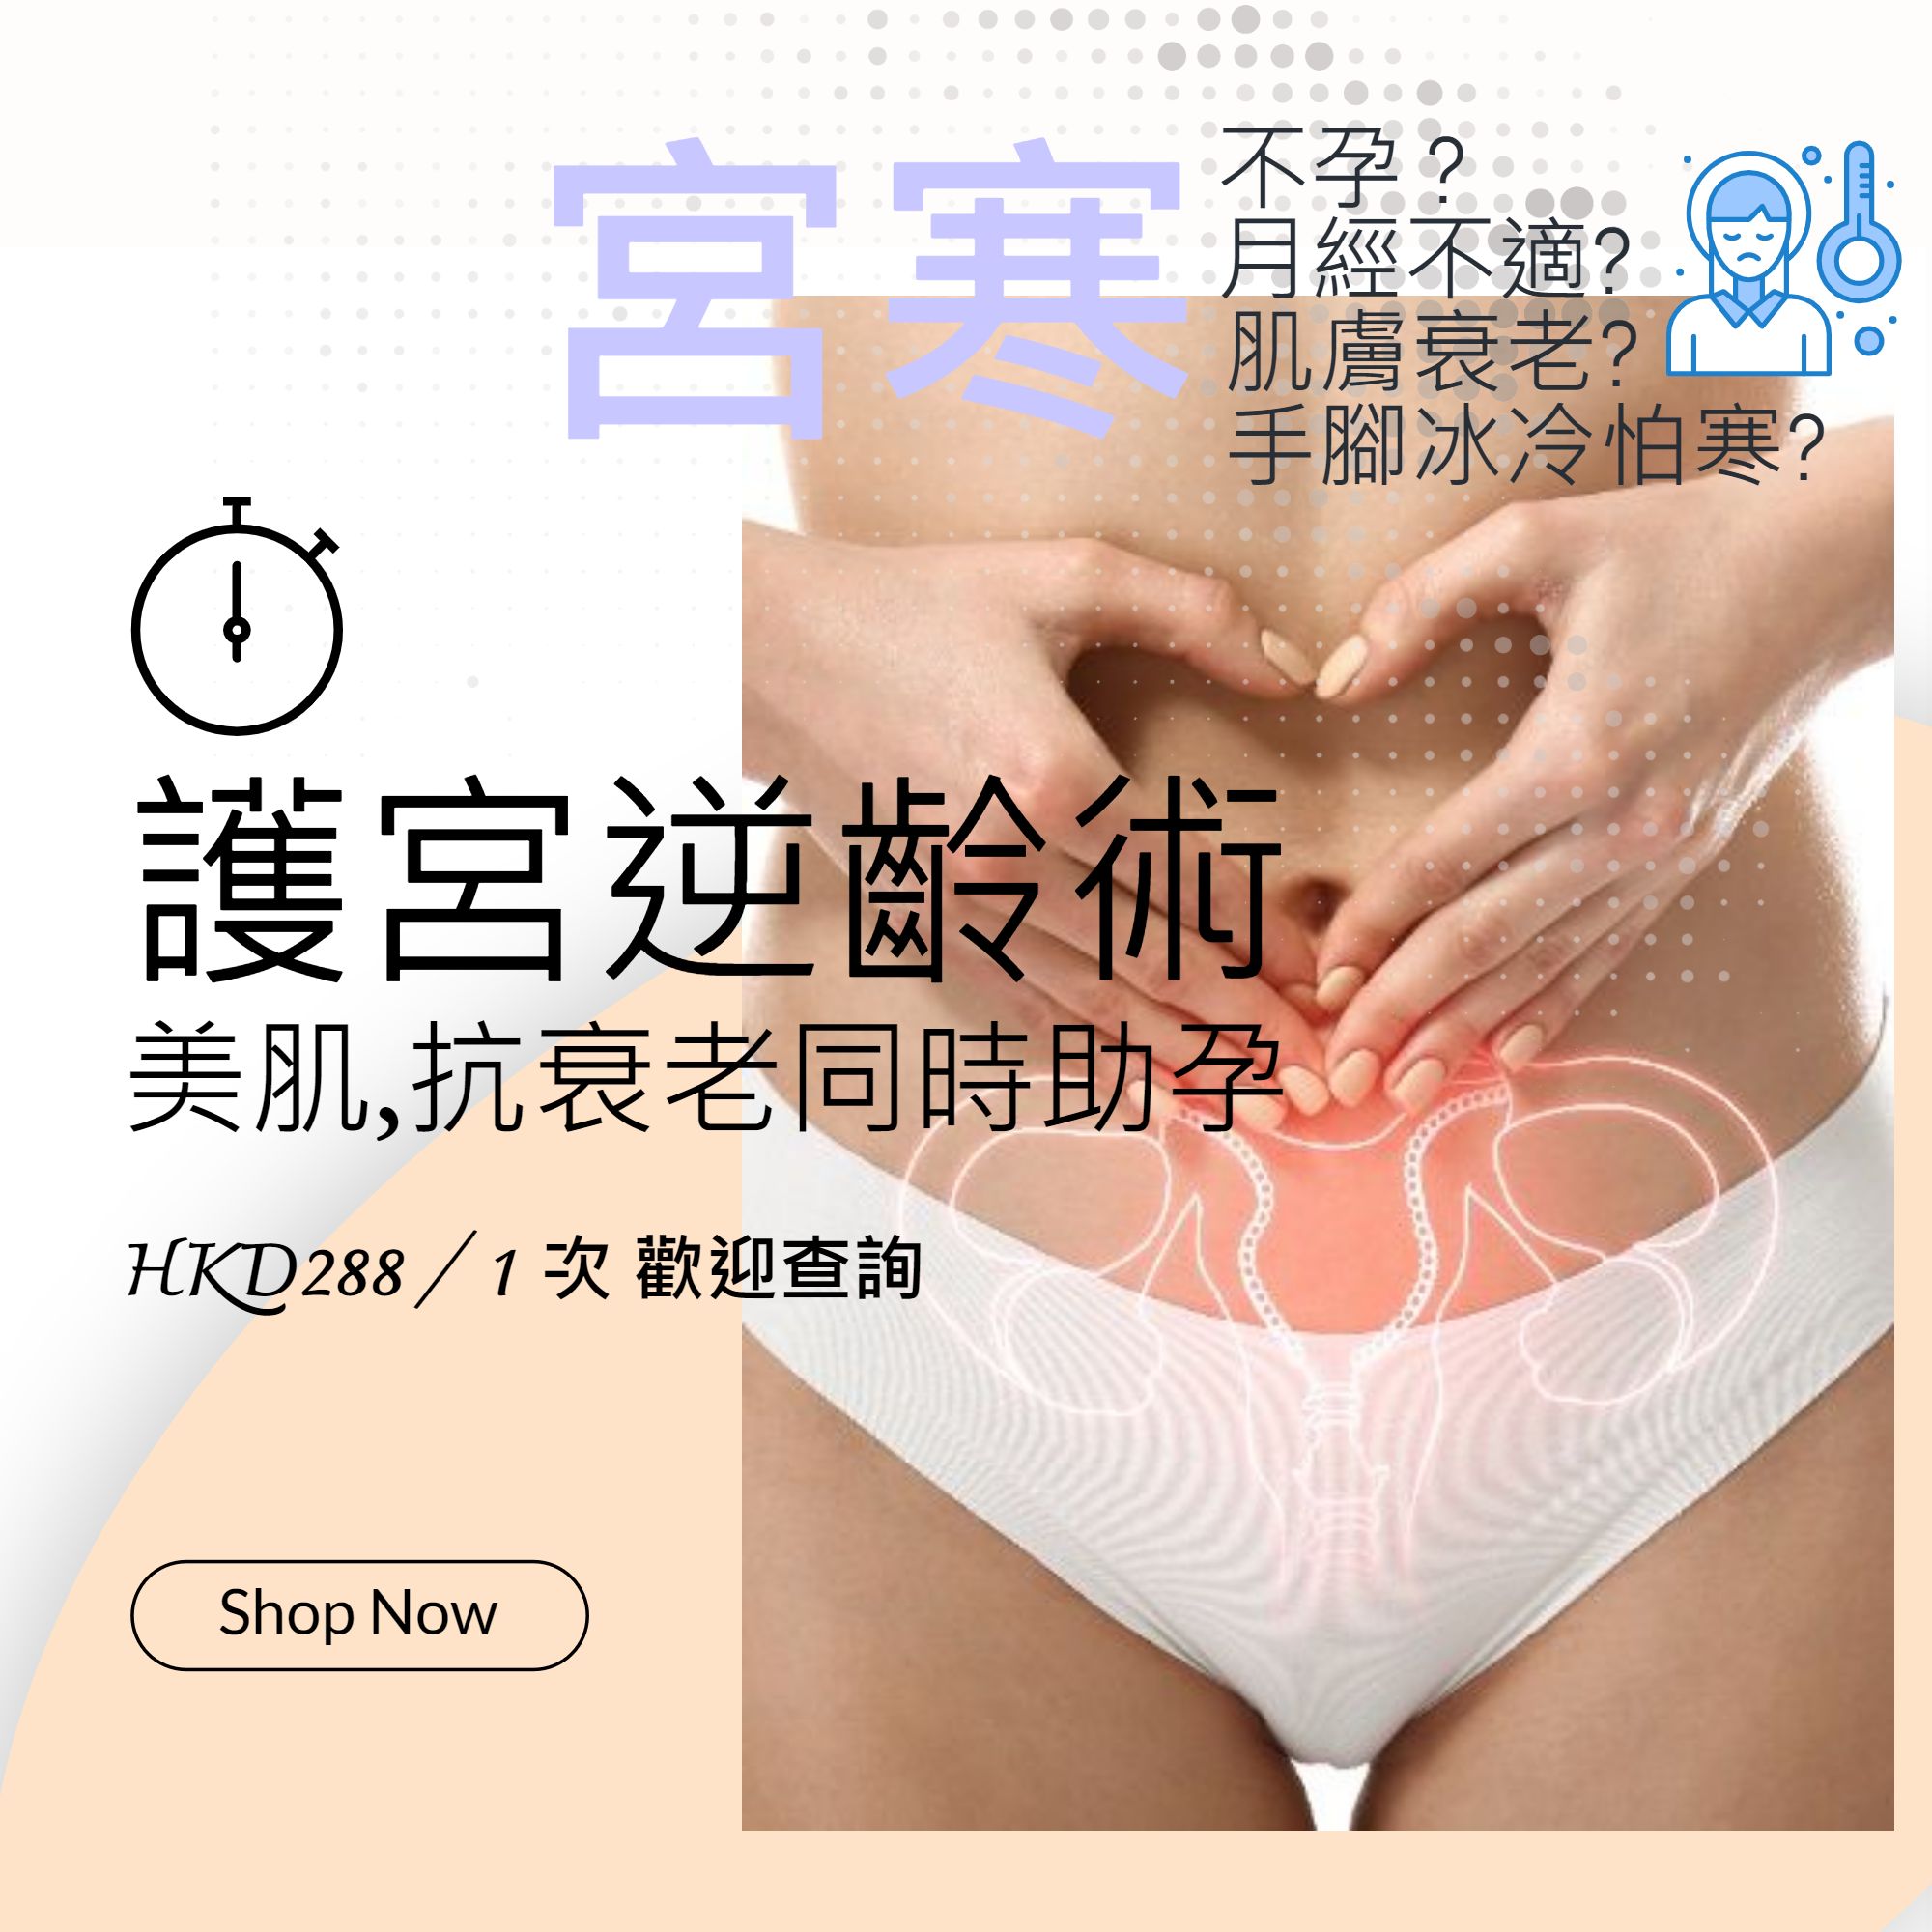 宮寒
不孕？
月經不適?
肌膚衰老?
手腳冰冷怕寒?
護宮逆齡術
美肌,抗衰老同時助孕
HKD288／1 次 歡迎查詢
Shop Now